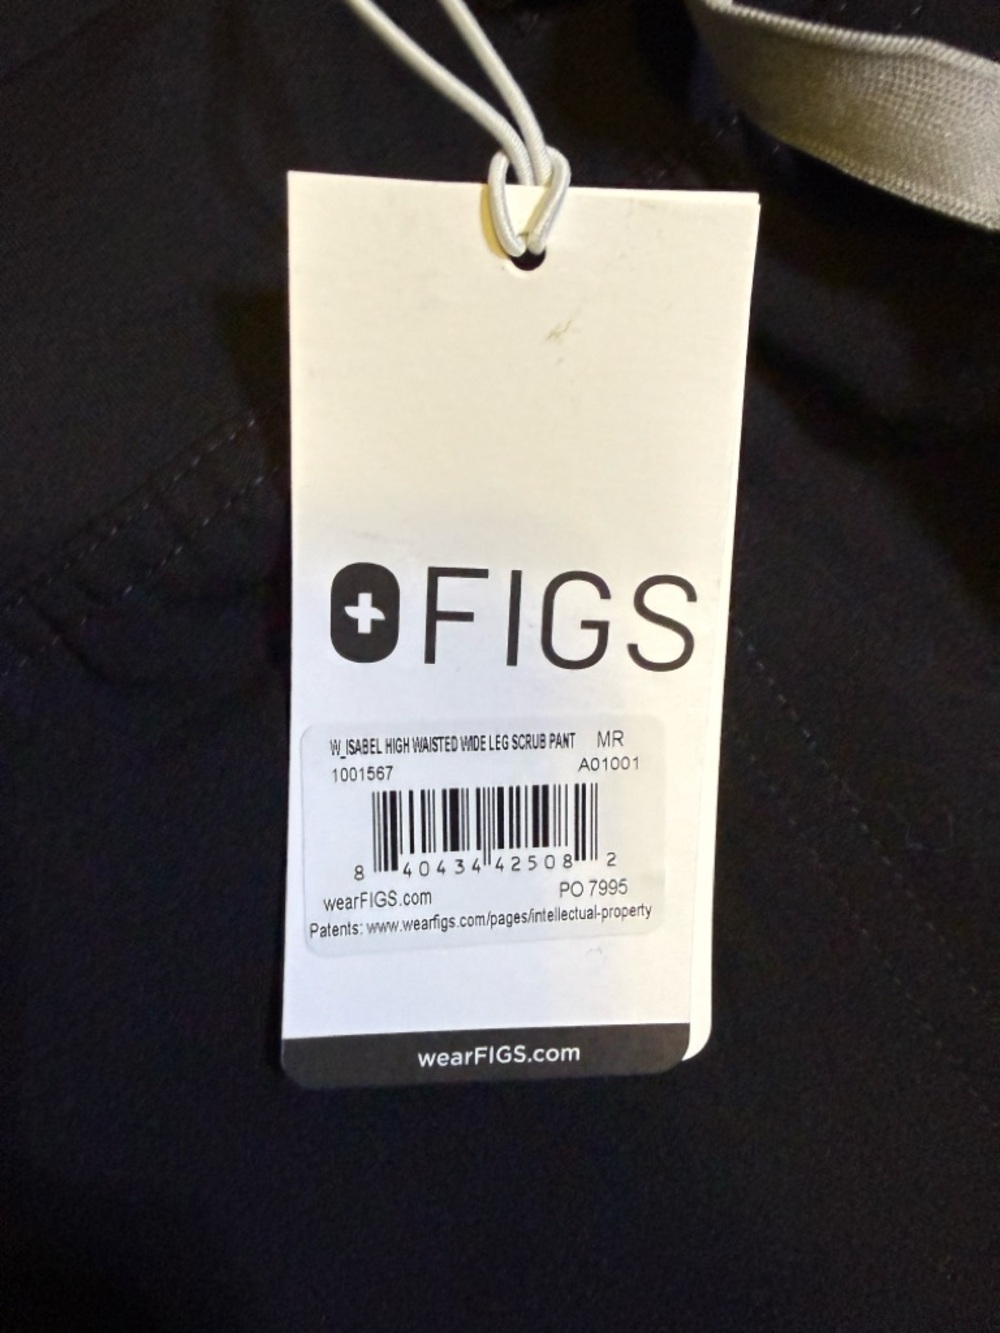 FIGS
W_ISABEL HIGH WAISTED WIDE LEG SCRUB PANT MR
1001567 A01001
8 40434 42508 2
wearFIGS.com PO 7995
Patents: www.wearfigs.com/pages/intellectual-property
wearFIGS.com